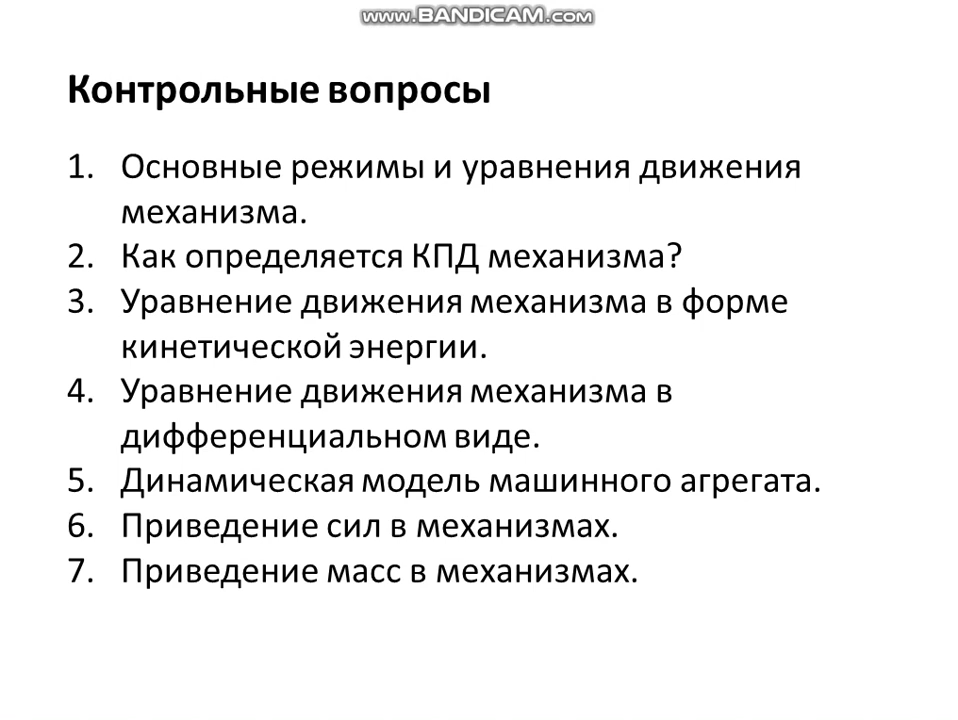 www.BANDICAM.com
Контрольные вопросы
1. Основные режимы и уравнения движения
механизма.
2. Как определяется КПД механизма?
3. Уравнение движения механизма в форме
кинетической энергии.
4. Уравнение движения механизма в
дифференциальном виде.
5. Динамическая модель машинного агрегата.
6. Приведение сил в механизмах.
7. Приведение масс в механизмах.